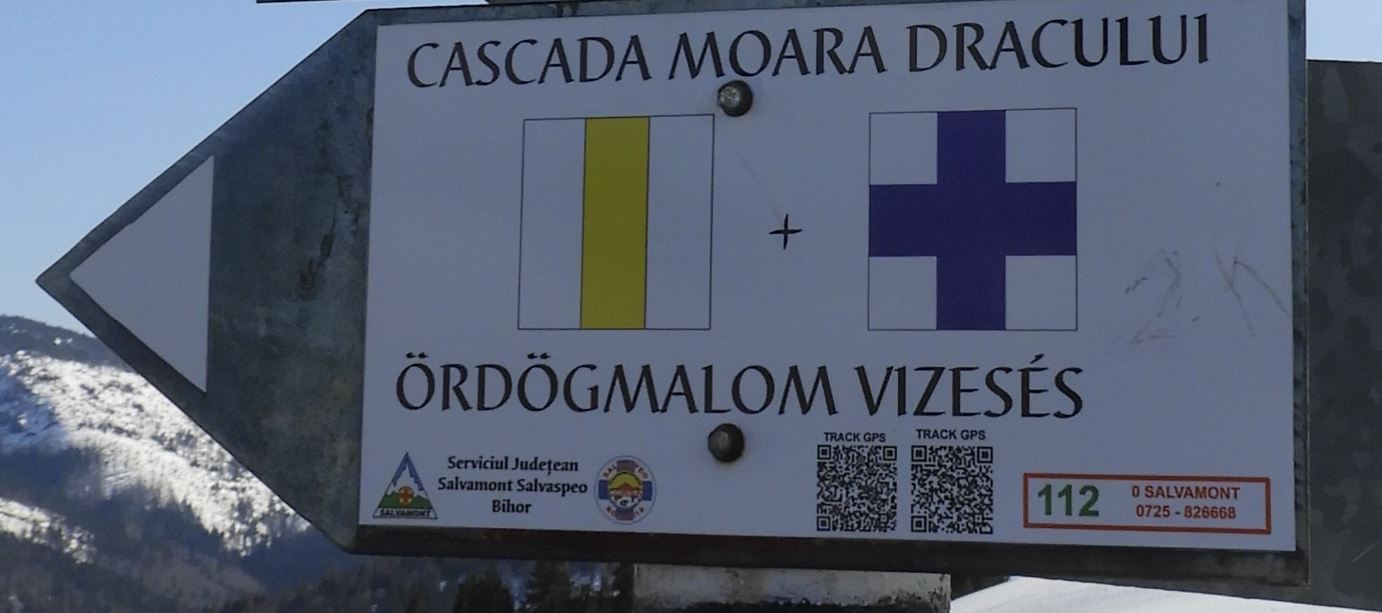 CASCADA MOARA DRACULUI
+
ÖRDÖGMALOM VIZESÉS
TRACK GPS TRACK GPS
Serviciul Județean
Salvamont Salvaspeo
Bihor
SALVAMONT
112
0 SALVAMONT
0725 - 826668